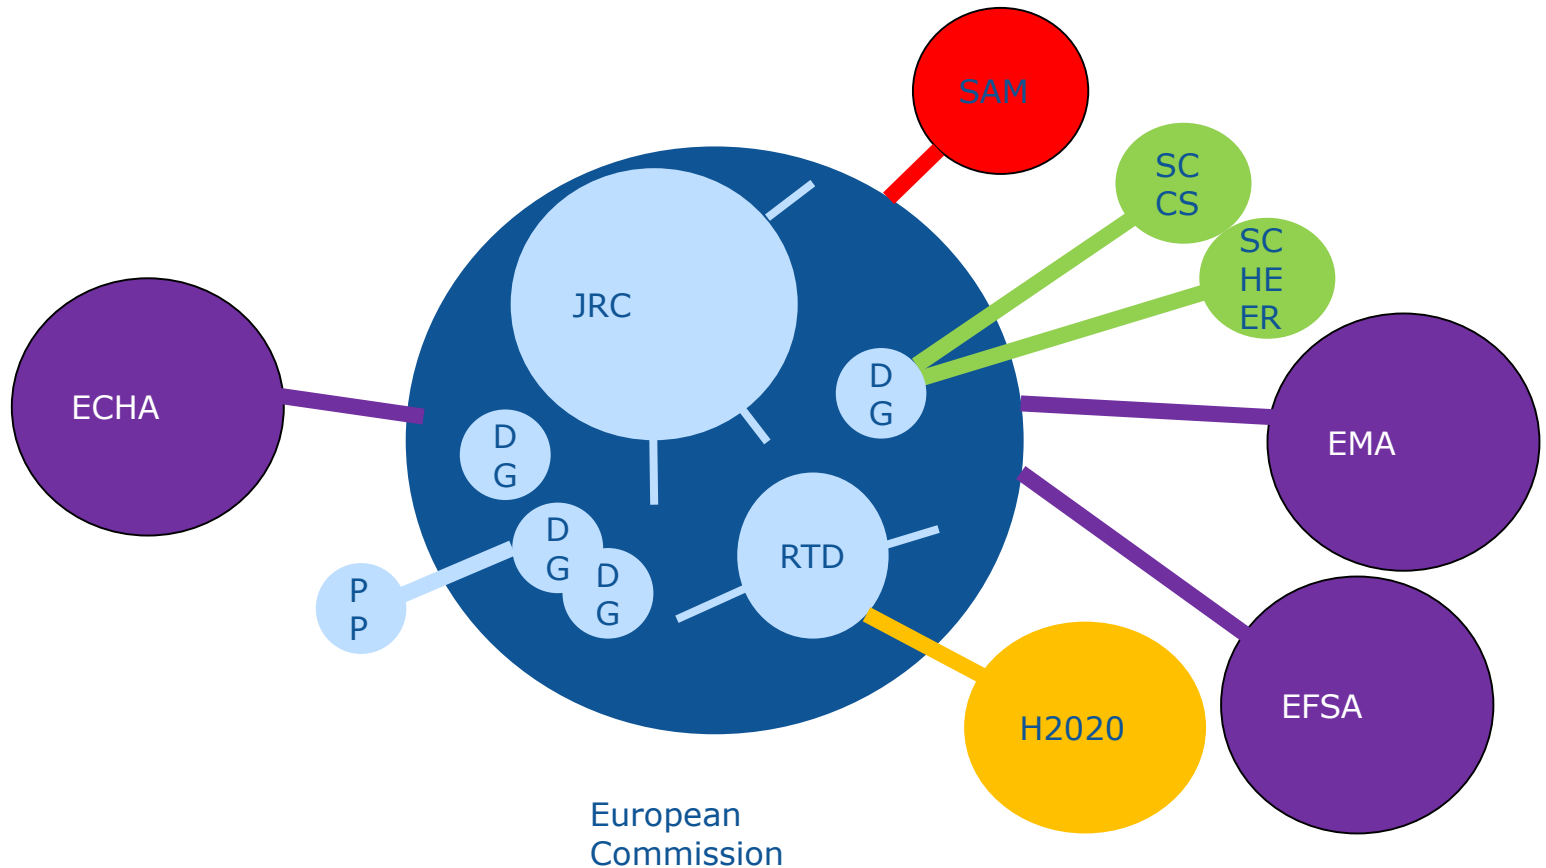 SAM
SC
CS
SC
HE
ER
JRC
D
G
ECHA
EMA
D
G
D
G
D
G
RTD
P
P
EFSA
H2020
European
Commission